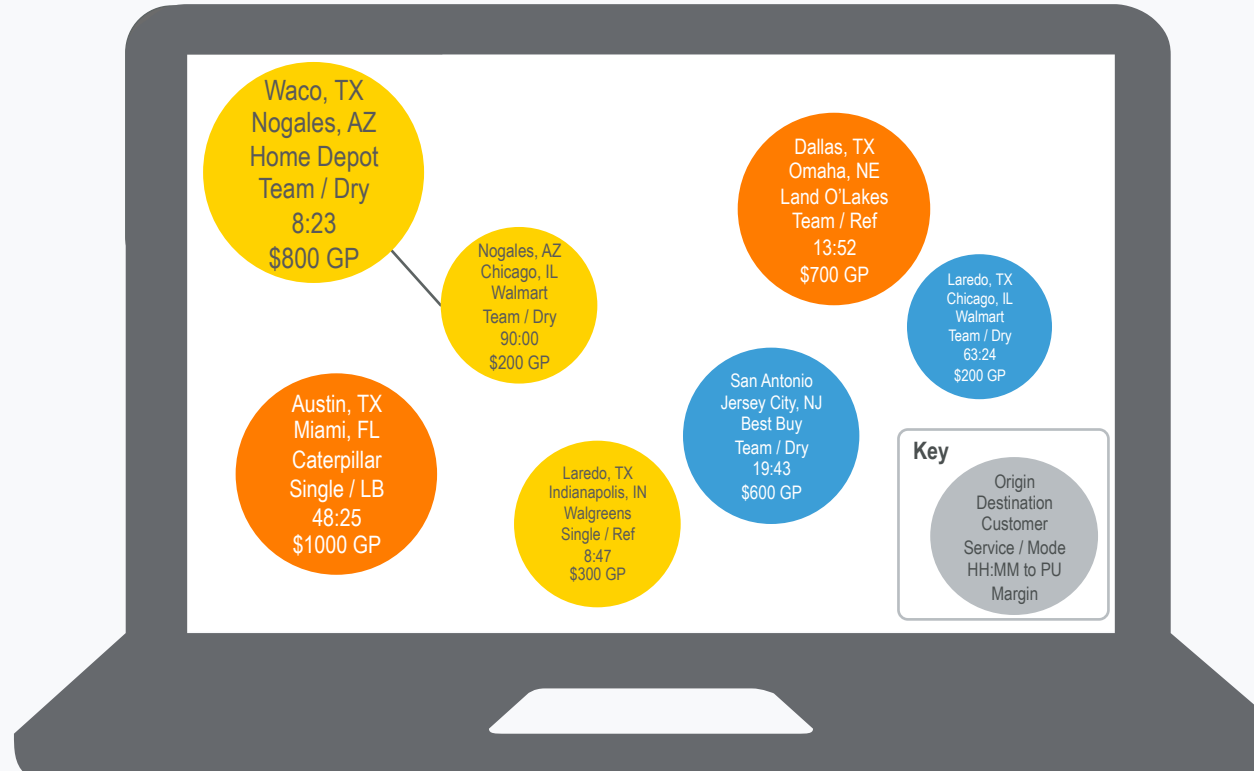 Waco, TX
Nogales, AZ
Home Depot
Team / Dry
8:23
$800 GP
Nogales, AZ
Chicago, IL
Walmart
Team / Dry
90:00
$200 GP
Dallas, TX
Omaha, NE
Land O'Lakes
Team / Ref
13:52
$700 GP
Laredo, TX
Chicago, IL
Walmart
Team / Dry
63:24
$200 GP
Austin, TX
Miami, FL
Caterpillar
Single / LB
48:25
$1000 GP
Laredo, TX
Indianapolis, IN
Walgreens
Single / Ref
8:47
$300 GP
San Antonio
Jersey City, NJ
Best Buy
Team / Dry
19:43
$600 GP
Key
Origin
Destination
Customer
Service / Mode
HH:MM to PU
Margin